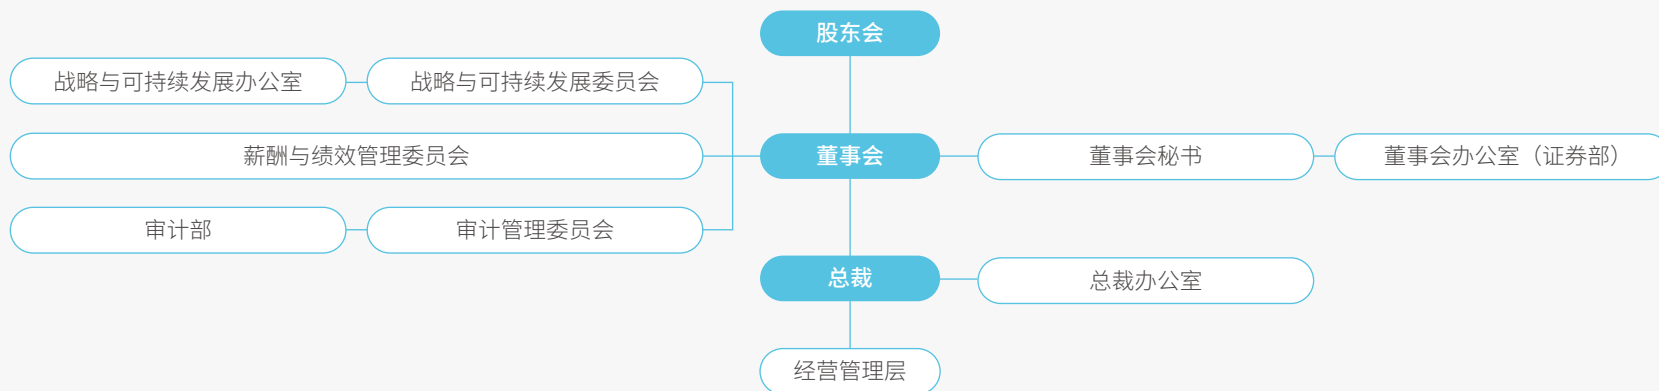 股东会
战略与可持续发展办公室
战略与可持续发展委员会
薪酬与绩效管理委员会
董事会
董事会秘书
董事会办公室（证券部）
审计部
审计管理委员会
总裁
总裁办公室
经营管理层